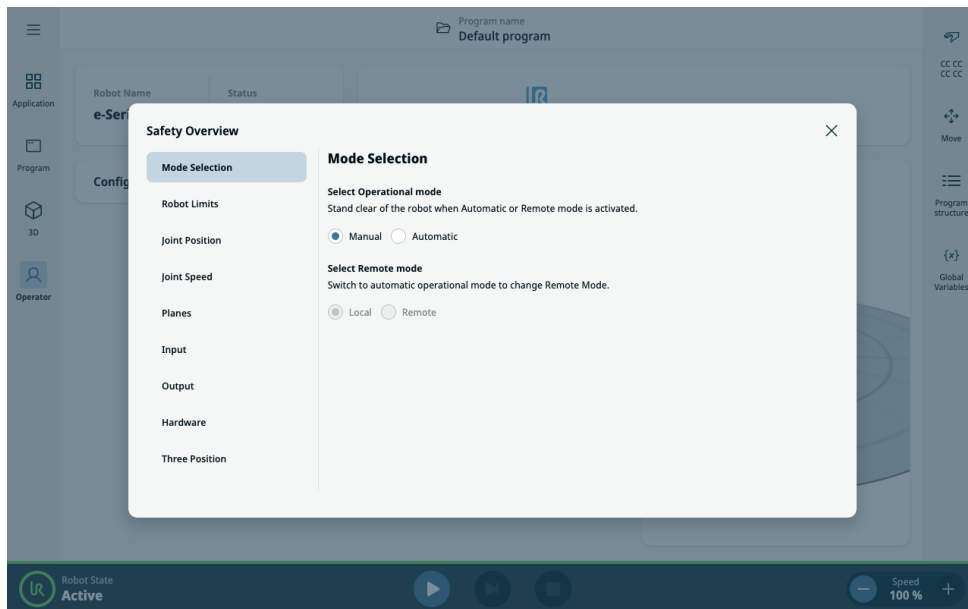 Program name
Default program
Application
Program
3D
Operator
Robot Name
Status
e-Seri
Config
CC CC
CC CC
Move
Program
structure
{x}
Global
Variables
Safety Overview
Mode Selection
Robot Limits
Joint Position
Joint Speed
Planes
Input
Output
Hardware
Three Position
Mode Selection
Select Operational mode
Stand clear of the robot when Automatic or Remote mode is activated.
Manual Automatic
Select Remote mode
Switch to automatic operational mode to change Remote Mode.
Local Remote
Robot State
Active
Speed
100 %